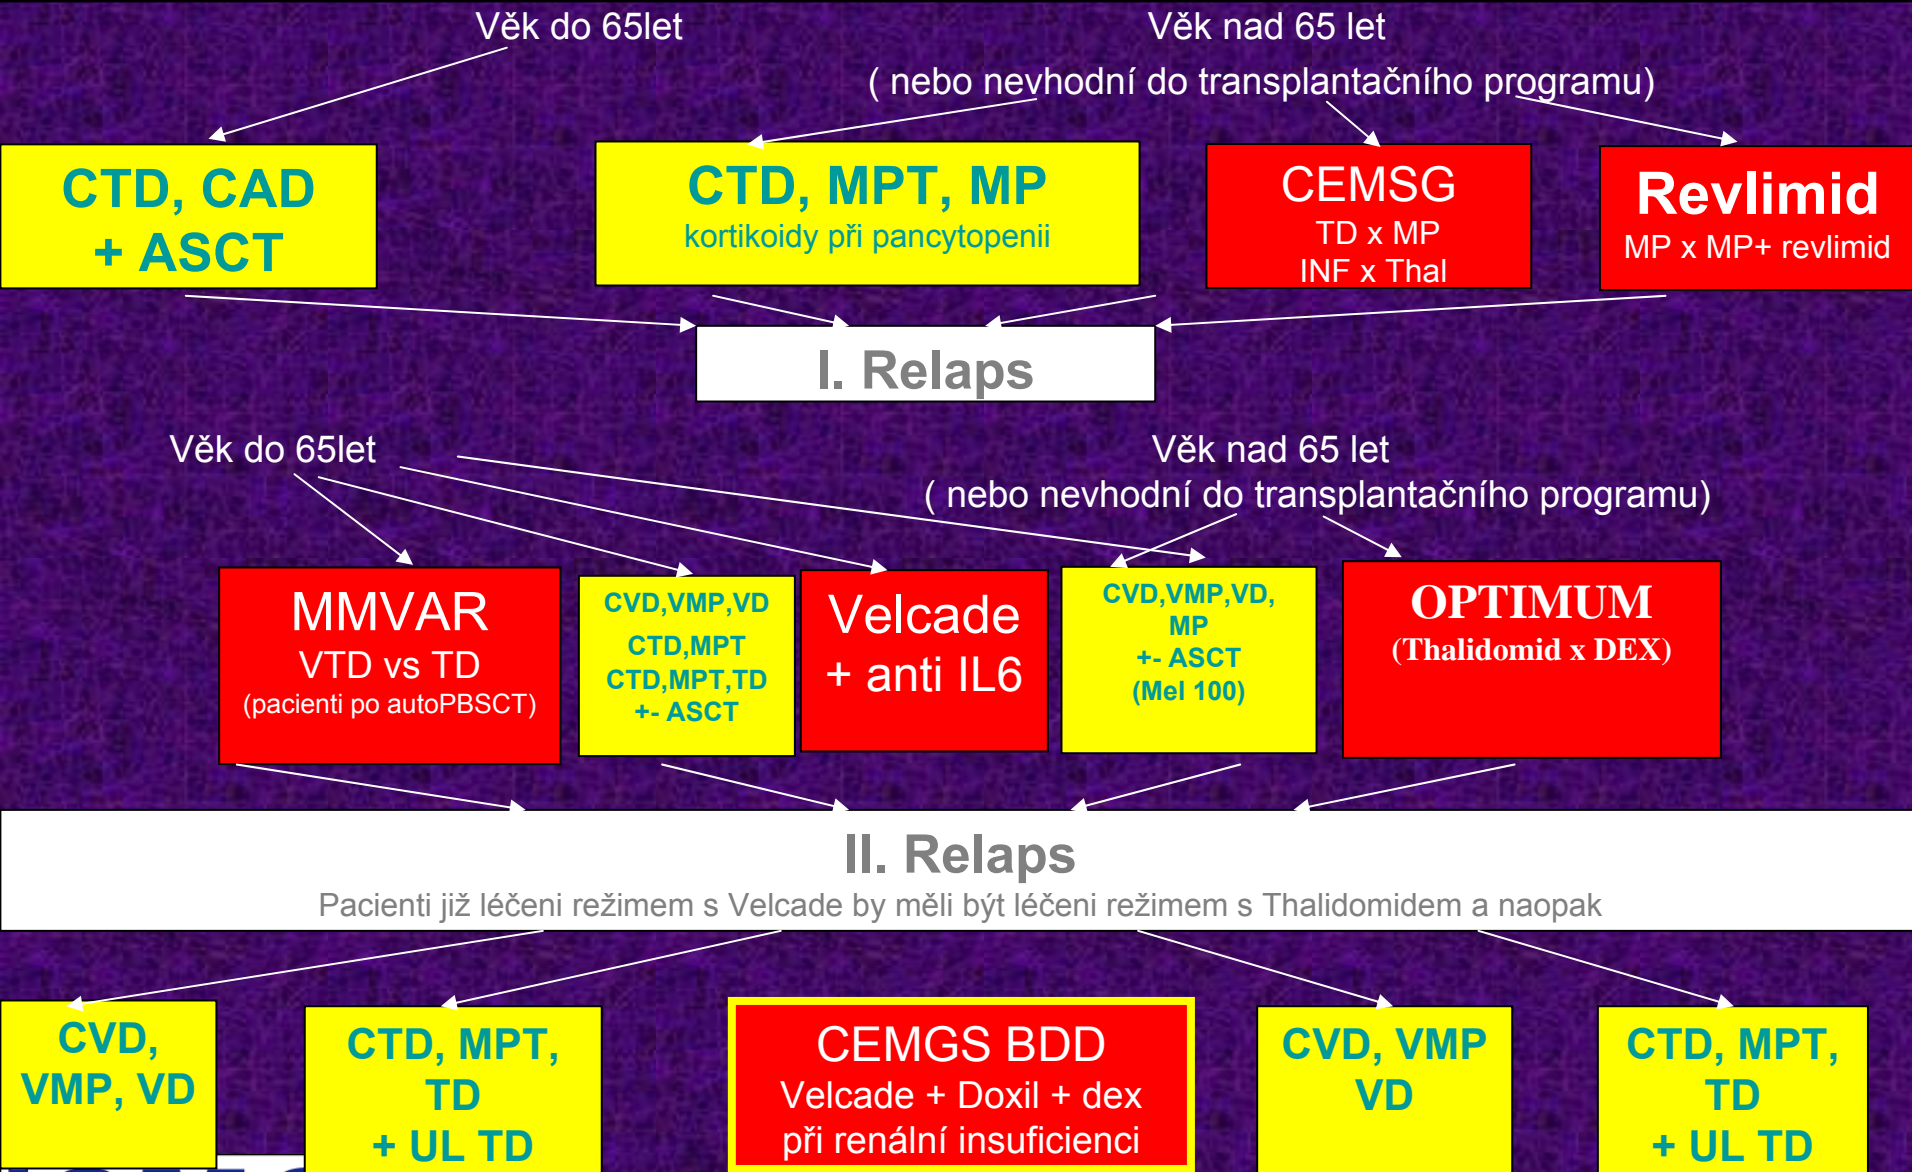 Věk do 65let
Věk nad 65 let
( nebo nevhodní do transplantačního programu)
CTD, CAD
+ ASCT
CTD, MPT, MP
kortikoidy při pancytopenii
CEMSG
TD x MP
INF x Thal
Revlimid
MP x MP+ revlimid
I. Relaps
Věk do 65let
Věk nad 65 let
( nebo nevhodní do transplantačního programu)
MMVAR
VTD vs TD
(pacienti po autoPBSCT)
CVD,VMP,VD
CTD,MPT
CTD,MPT,TD
+- ASCT
Velcade
+ anti IL6
CVD,VMP,VD,
MP
+- ASCT
(Mel 100)
OPTIMUM
(Thalidomid x DEX)
II. Relaps
Pacienti již léčeni režimem s Velcade by měli být léčeni režimem s Thalidomidem a naopak
CVD,
VMP, VD
CTD, MPT,
TD
+ UL TD
CEMGS BDD
Velcade + Doxil + dex
při renální insuficienci
CVD, VMP
VD
CTD, MPT,
TD
+ UL TD